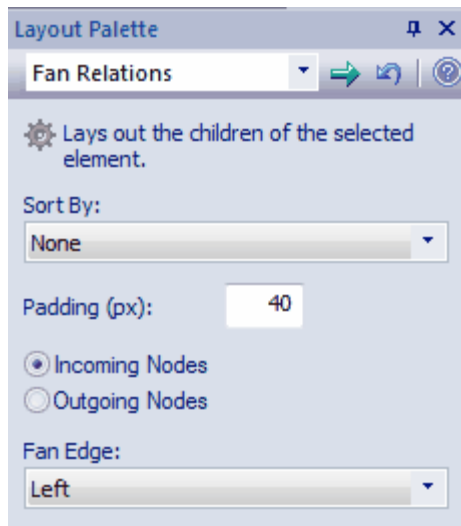 Layout Palette
Fan Relations
Lays out the children of the selected
element.
Sort By:
None
Padding (px): 40
Incoming Nodes
Outgoing Nodes
Fan Edge:
Left